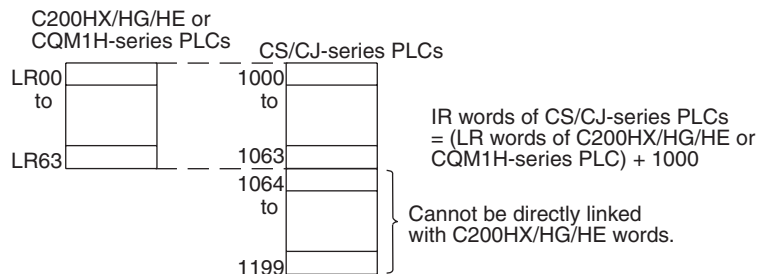 C200HX/HG/HE or
CQM1H-series PLCs
CS/CJ-series PLCs
LR00
to
LR63
1000
to
1063
1064
to
1199
IR words of CS/CJ-series PLCs
= (LR words of C200HX/HG/HE or
CQM1H-series PLC) + 1000
Cannot be directly linked
with C200HX/HG/HE words.